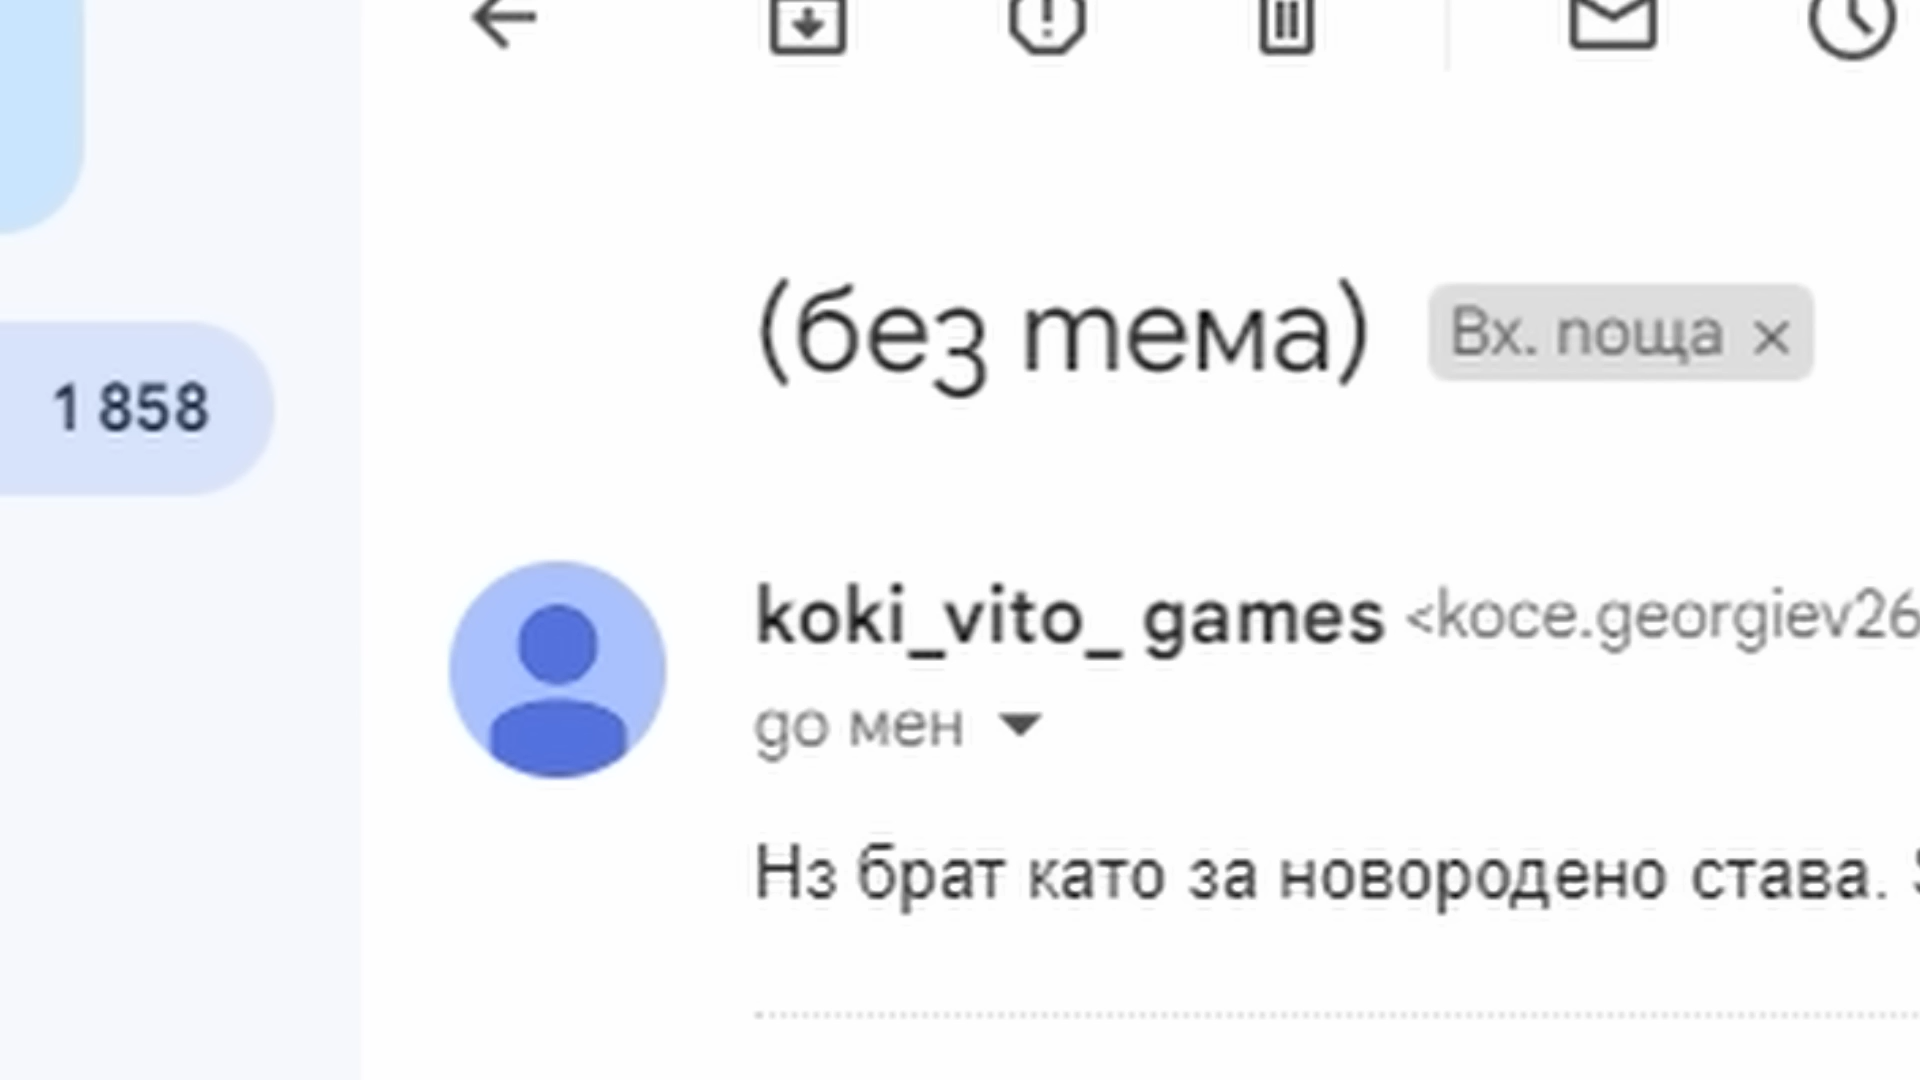 (без тема) Вх. поща ×
1 858
koki_vito_ games <koce.georgiev26
до мен
Нз брат като за новородено става.